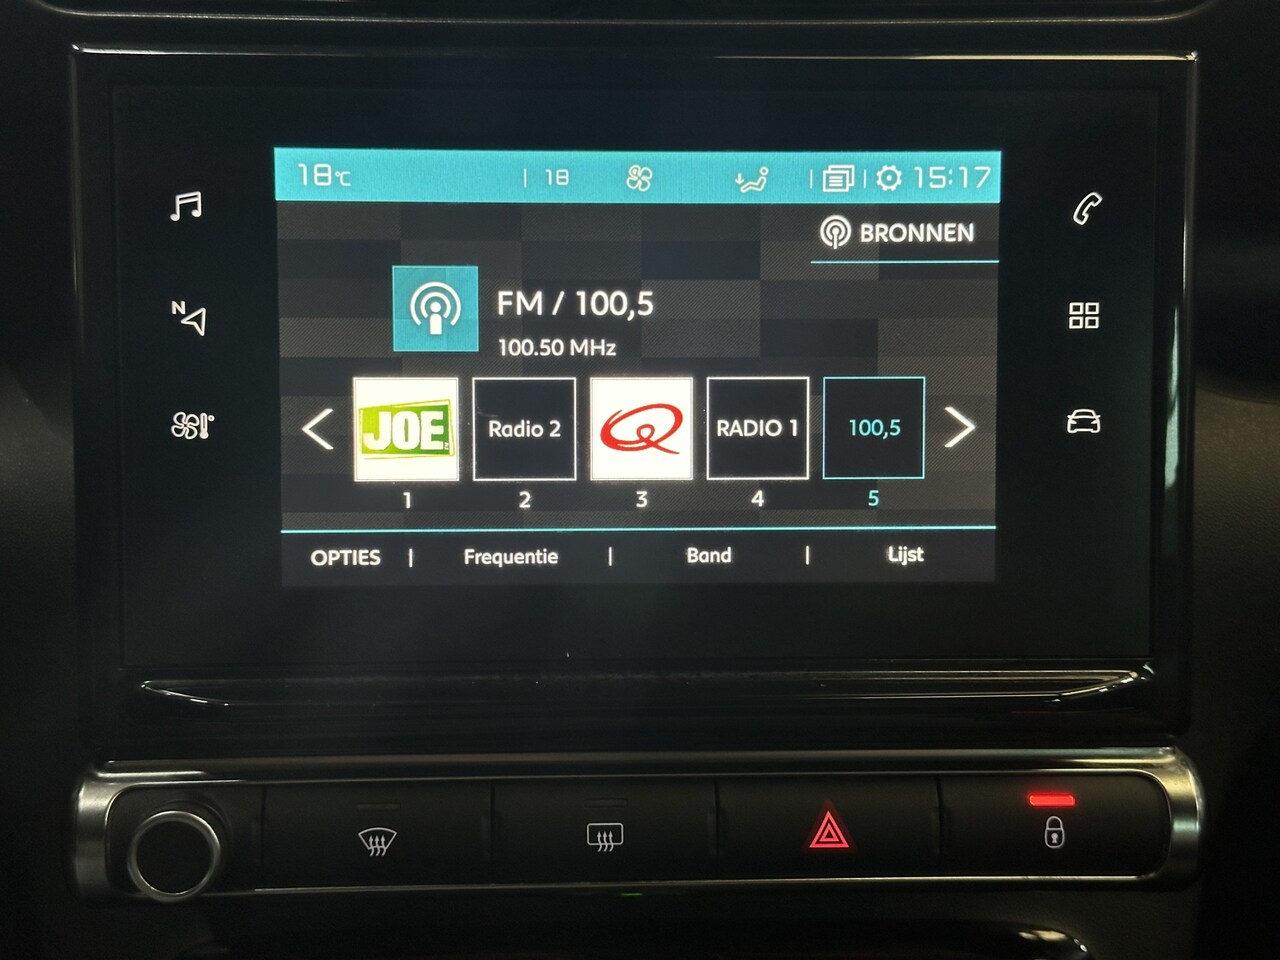 18°C | 18 | | 15:17
BRONNEN
N
FM / 100,5
100.50 MHz
JOE
Radio 2
Q
RADIO 1
100,5
1 2 3 4 5
OPTIES | Frequentie | Band | Lijst